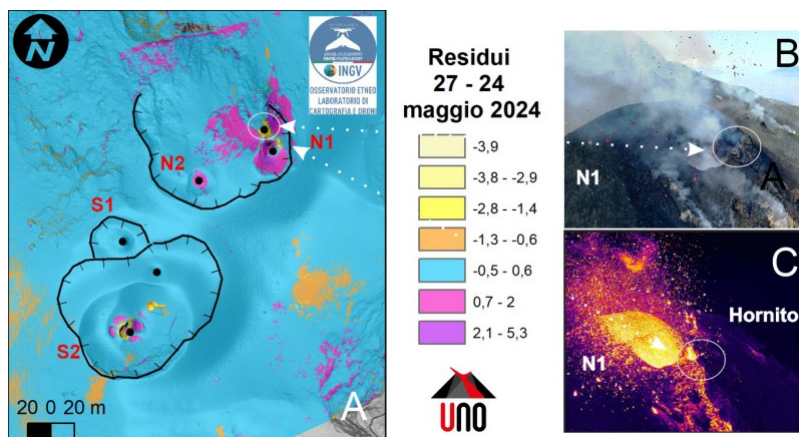 N
INGV
OSSERVATORIO ETNEO
LABORATORIO DI
CARTOGRAFIA E DRONI
N2
N1
S1
S2
20 0 20 m
A
Residui
27 - 24
maggio 2024
-3,9
-3,8 - -2,9
-2,8 - -1,4
-1,3 - -0,6
-0,5 - 0,6
0,7 - 2
2,1 - 5,3
UNO
B
N1
A
C
Hornito
N1